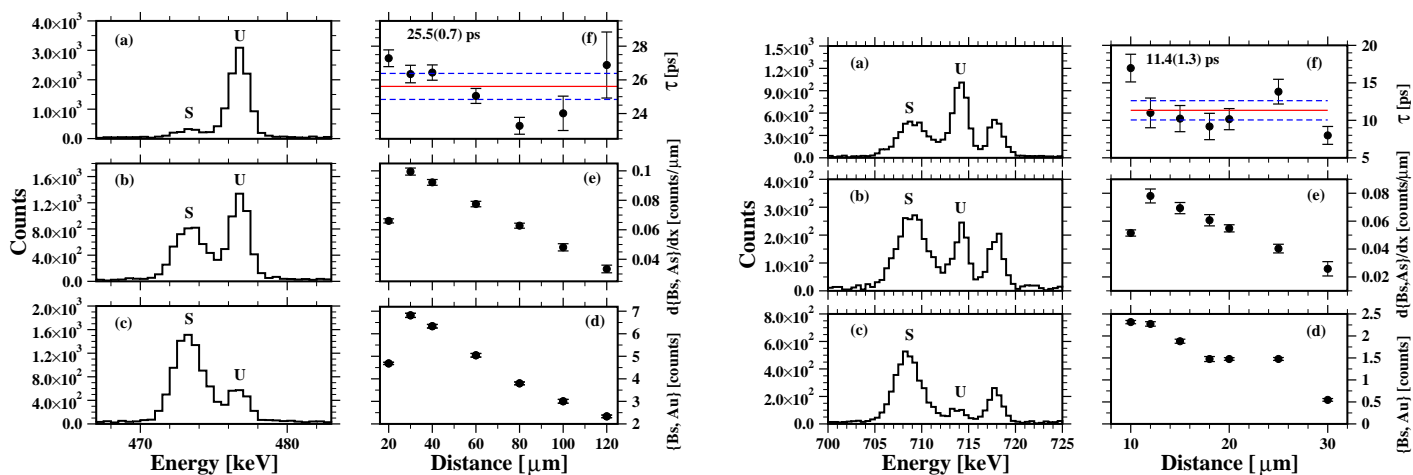 4.0×10³
3.0×10³
2.0×10³
1.0×10³
0.0
(a)
S
U
1.6×10³
1.2×10³
8.0×10²
4.0×10²
0.0
(b)
S
U
2.0×10³
1.6×10³
1.2×10³
8.0×10²
4.0×10²
0.0
(c)
S
U
Counts
470
480
Energy [keV]
25.5(0.7) ps
(f)
28
26
24
τ [ps]
(e)
0.1
0.08
0.06
0.04
d{Bs, As}/dx [counts/μm]
(d)
7
6
5
4
3
2
{Bs, Au} [counts]
20 40 60 80 100 120
Distance [ μm]
1.5×10³
1.2×10³
9.0×10²
6.0×10²
3.0×10²
0.0
(a)
S
U
4.0×10²
3.0×10²
2.0×10²
1.0×10²
0.0
(b)
S
U
8.0×10²
6.0×10²
4.0×10²
2.0×10²
0.0
(c)
S
U
Counts
700 705 710 715 720 725
Energy [keV]
11.4(1.3) ps
(f)
20
15
10
5
τ [ps]
(e)
0.08
0.06
0.04
0.02
d{Bs,As}/dx [counts/μm]
(d)
2.5
2
1.5
1
0.5
0
{Bs, Au} [counts]
10 20 30
Distance [ μm]